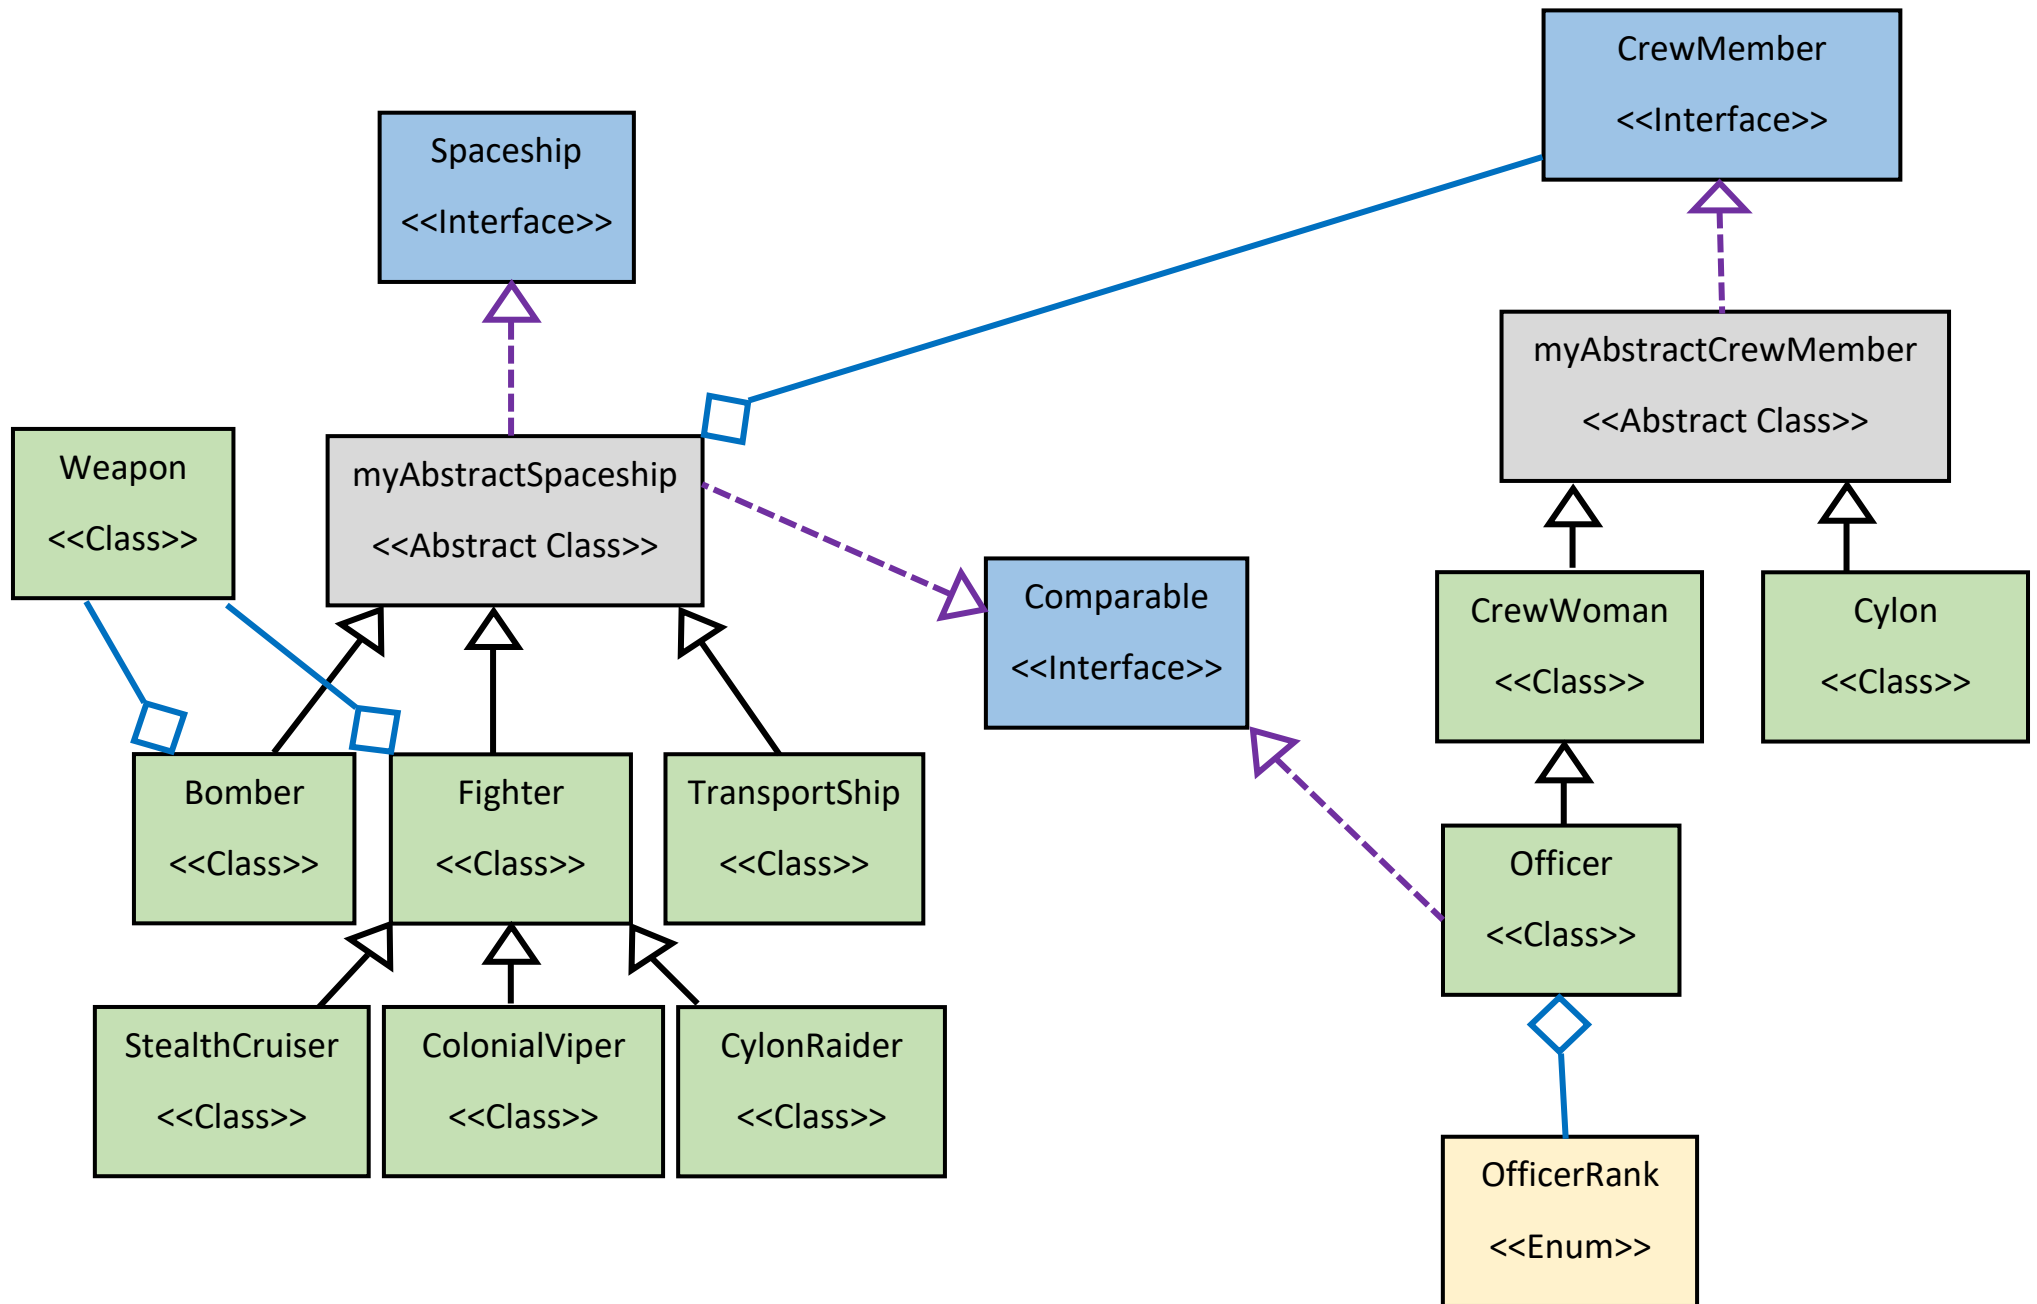 CrewMember
<<Interface>>
Spaceship
<<Interface>>
myAbstractCrewMember
<<Abstract Class>>
Weapon
<<Class>>
myAbstractSpaceship
<<Abstract Class>>
Comparable
<<Interface>>
CrewWoman
<<Class>>
Cylon
<<Class>>
Bomber
<<Class>>
Fighter
<<Class>>
TransportShip
<<Class>>
Officer
<<Class>>
StealthCruiser
<<Class>>
ColonialViper
<<Class>>
CylonRaider
<<Class>>
OfficerRank
<<Enum>>